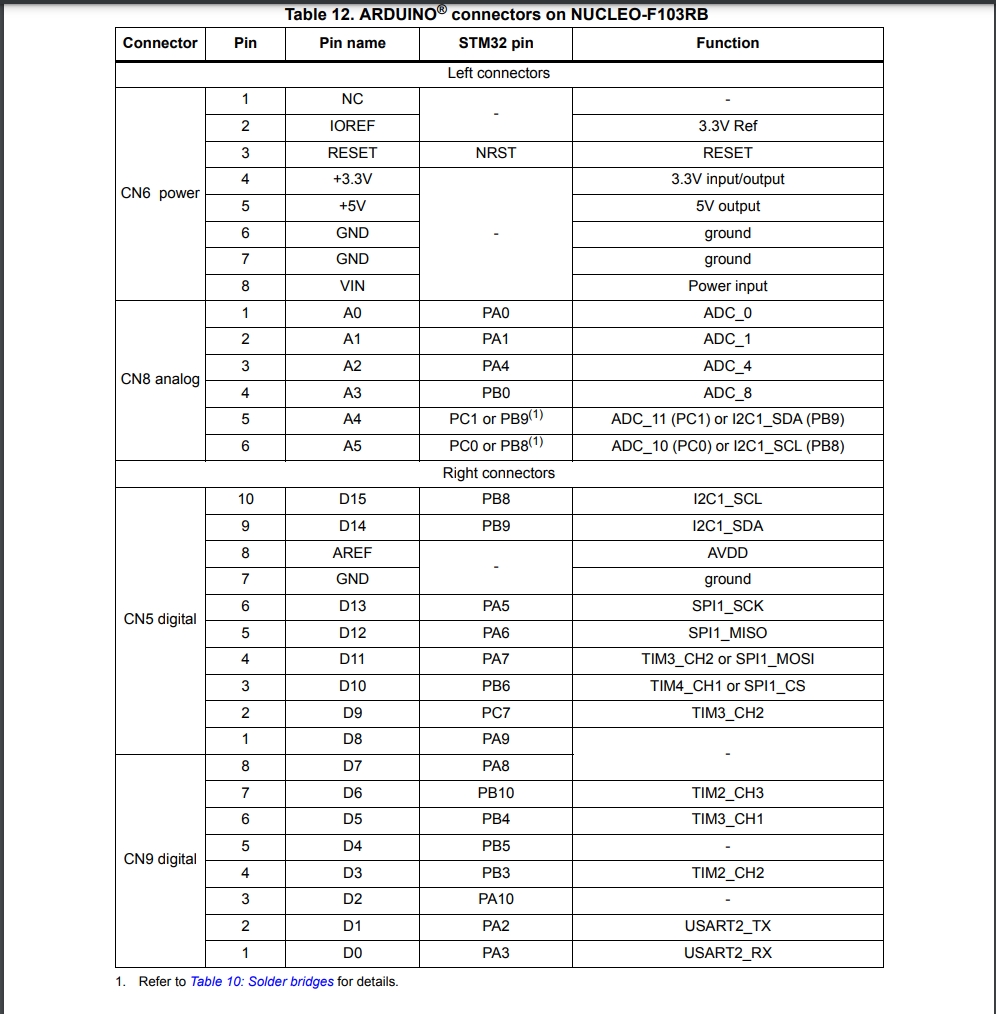 Table 12. ARDUINO® connectors on NUCLEO-F103RB
Connector Pin Pin name STM32 pin Function
Left connectors
CN6 power
1 NC - -
2 IOREF 3.3V Ref
3 RESET NRST RESET
4 +3.3V - 3.3V input/output
5 +5V 5V output
6 GND ground
7 GND ground
8 VIN Power input
CN8 analog
1 A0 PA0 ADC_0
2 A1 PA1 ADC_1
3 A2 PA4 ADC_4
4 A3 PB0 ADC_8
5 A4 PC1 or PB9(1) ADC_11 (PC1) or I2C1_SDA (PB9)
6 A5 PC0 or PB8(1) ADC_10 (PC0) or I2C1_SCL (PB8)
Right connectors
CN5 digital
10 D15 PB8 I2C1_SCL
9 D14 PB9 I2C1_SDA
8 AREF - AVDD
7 GND ground
6 D13 PA5 SPI1_SCK
5 D12 PA6 SPI1_MISO
4 D11 PA7 TIM3_CH2 or SPI1_MOSI
3 D10 PB6 TIM4_CH1 or SPI1_CS
2 D9 PC7 TIM3_CH2
1 D8 PA9 -
CN9 digital
8 D7 PA8
7 D6 PB10 TIM2_CH3
6 D5 PB4 TIM3_CH1
5 D4 PB5 -
4 D3 PB3 TIM2_CH2
3 D2 PA10 -
2 D1 PA2 USART2_TX
1 D0 PA3 USART2_RX
1. Refer to Table 10: Solder bridges for details.